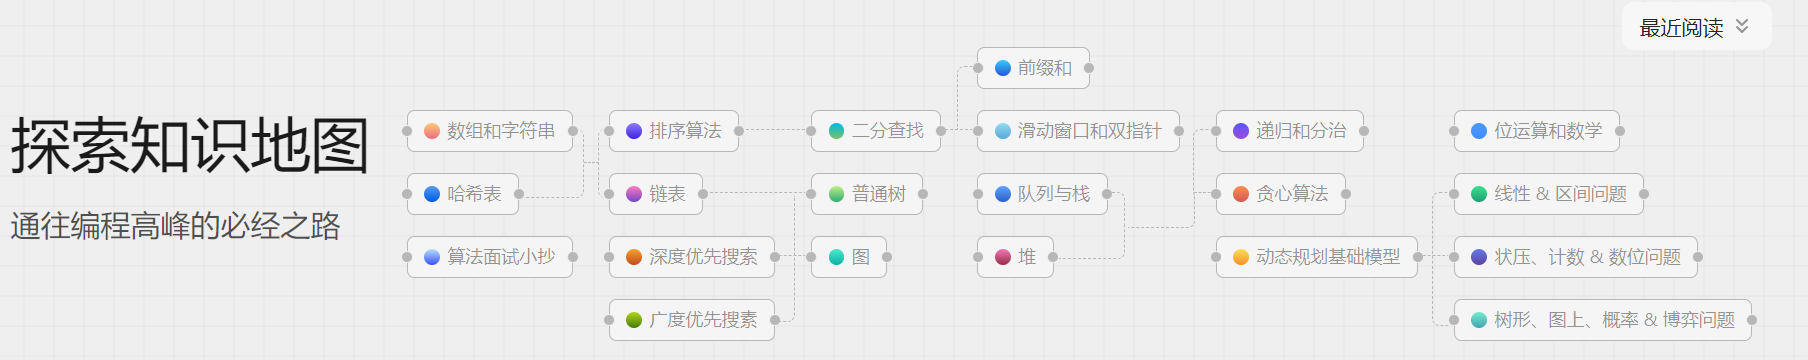 最近阅读
探索知识地图
通往编程高峰的必经之路
前缀和
数组和字符串
排序算法
二分查找
滑动窗口和双指针
递归和分治
位运算和数学
哈希表
链表
普通树
队列与栈
贪心算法
线性 & 区间问题
算法面试小抄
深度优先搜索
图
堆
动态规划基础模型
状压、计数 & 数位问题
广度优先搜素
树形、图上、概率 & 博弈问题